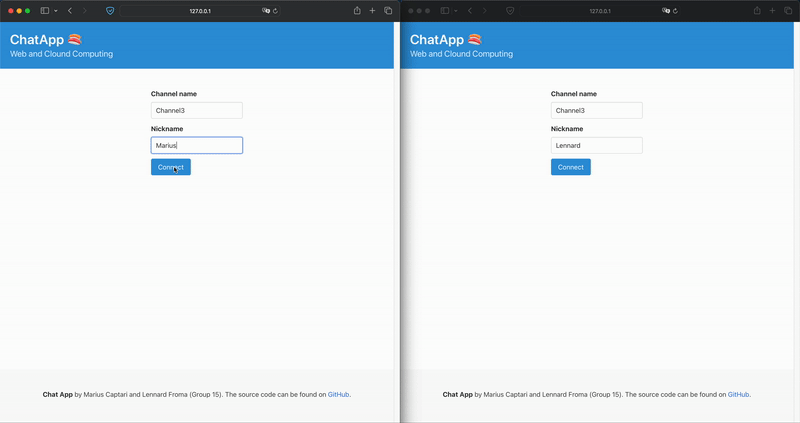 127.0.0.1
ChatApp
Web and Clound Computing
Channel name
Channel3
Nickname
Marius
Connect
Chat App by Marius Captari and Lennard Froma (Group 15). The source code can be found on GitHub.
127.0.0.1
ChatApp
Web and Clound Computing
Channel name
Channel3
Nickname
Lennard
Connect
Chat App by Marius Captari and Lennard Froma (Group 15). The source code can be found on GitHub.